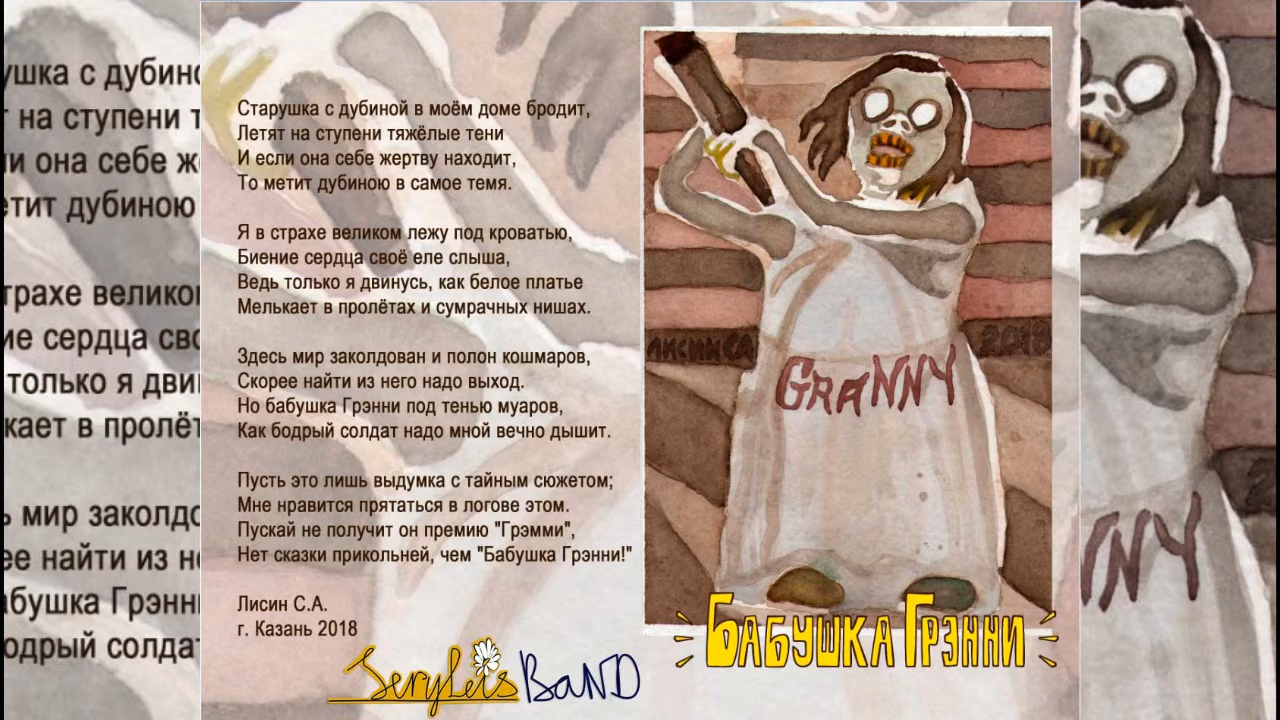 Старушка с дубиной в моём доме бродит,
Летят на ступени тяжёлые тени
И если она себе жертву находит,
То метит дубиною в самое темя.
Я в страхе великом лежу под кроватью,
Биение сердца своё еле слыша,
Ведь только я двинусь, как белое платье
Мелькает в пролётах и сумрачных нишах.
Здесь мир заколдован и полон кошмаров,
Скорее найти из него надо выход.
Но бабушка Грэнни под тенью муаров,
Как бодрый солдат надо мной вечно дышит.
Пусть это лишь выдумка с тайным сюжетом;
Мне нравится прятаться в логове этом.
Пускай не получит он премию "Грэмми",
Нет сказки прикольней, чем "Бабушка Грэнни!"
Лисин С.А.
г. Казань 2018
SeryLis BAND
ЛИСИН СА
2018
GRANNY
БАБУШКА ГРЭННИ